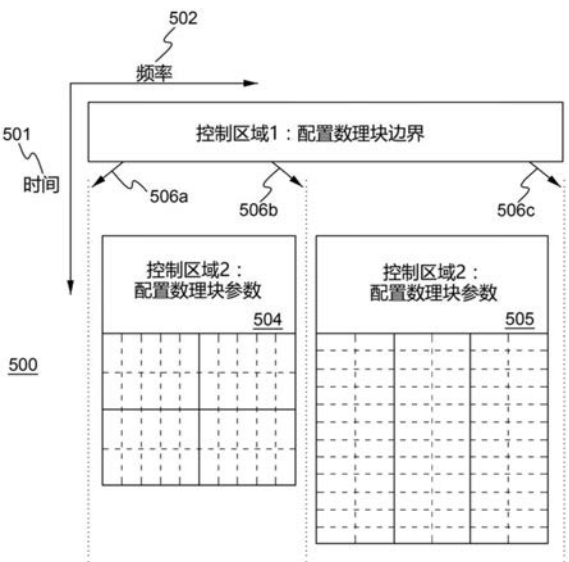 502
频率
501
时间
控制区域1：配置数理块边界
506a
506b
506c
控制区域2：
配置数理块参数
504
控制区域2：
配置数理块参数
505
500